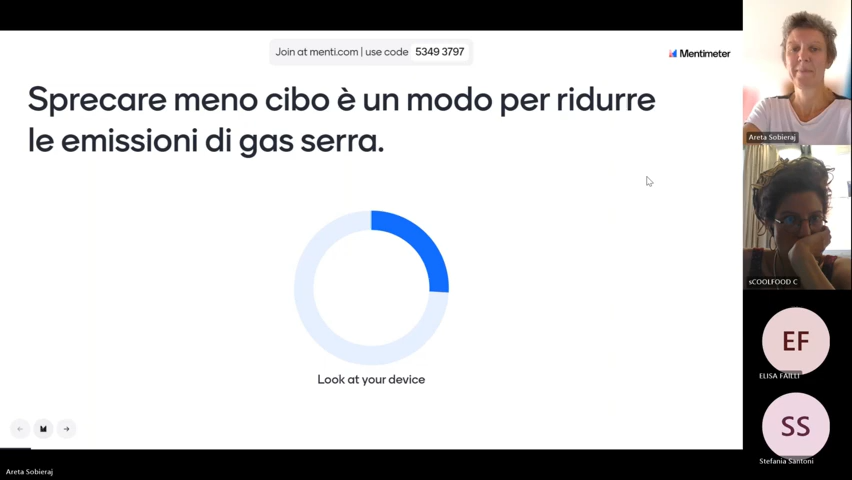 Join at menti.com | use code 5349 3797
Mentimeter
Sprecare meno cibo è un modo per ridurre
le emissioni di gas serra.
Look at your device
Areta Sobieraj
Areta Sobieraj
sCOOLFOOD C
EF
ELISA FAILLI
SS
Stefania Santoni